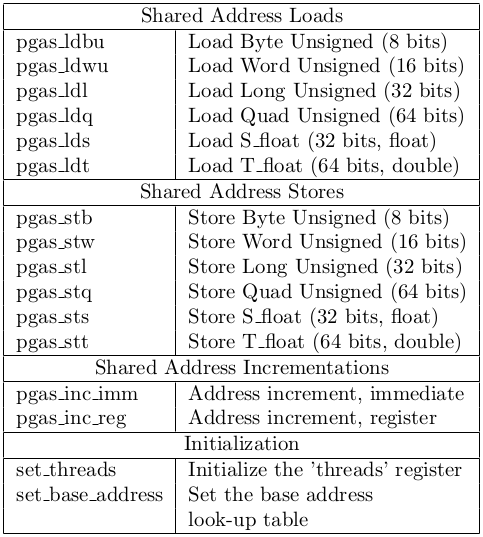 Shared Address Loads
pgas_ldbu Load Byte Unsigned (8 bits)
pgas_ldwu Load Word Unsigned (16 bits)
pgas_ldl Load Long Unsigned (32 bits)
pgas_ldq Load Quad Unsigned (64 bits)
pgas_lds Load S_float (32 bits, float)
pgas_ldt Load T_float (64 bits, double)
Shared Address Stores
pgas_stb Store Byte Unsigned (8 bits)
pgas_stw Store Word Unsigned (16 bits)
pgas_stl Store Long Unsigned (32 bits)
pgas_stq Store Quad Unsigned (64 bits)
pgas_sts Store S_float (32 bits, float)
pgas_stt Store T_float (64 bits, double)
Shared Address Incrementations
pgas_inc_imm Address increment, immediate
pgas_inc_reg Address increment, register
Initialization
set_threads Initialize the 'threads' register
set_base_address Set the base address
look-up table